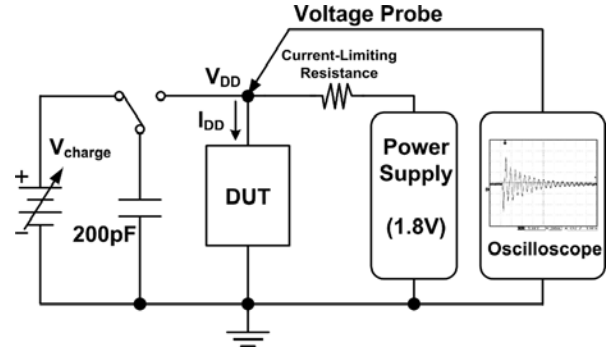 Voltage Probe
Current-Limiting
Resistance
VDD
IDD
Vcharge
+
−
200pF
DUT
Power
Supply
(1.8V)
Oscilloscope